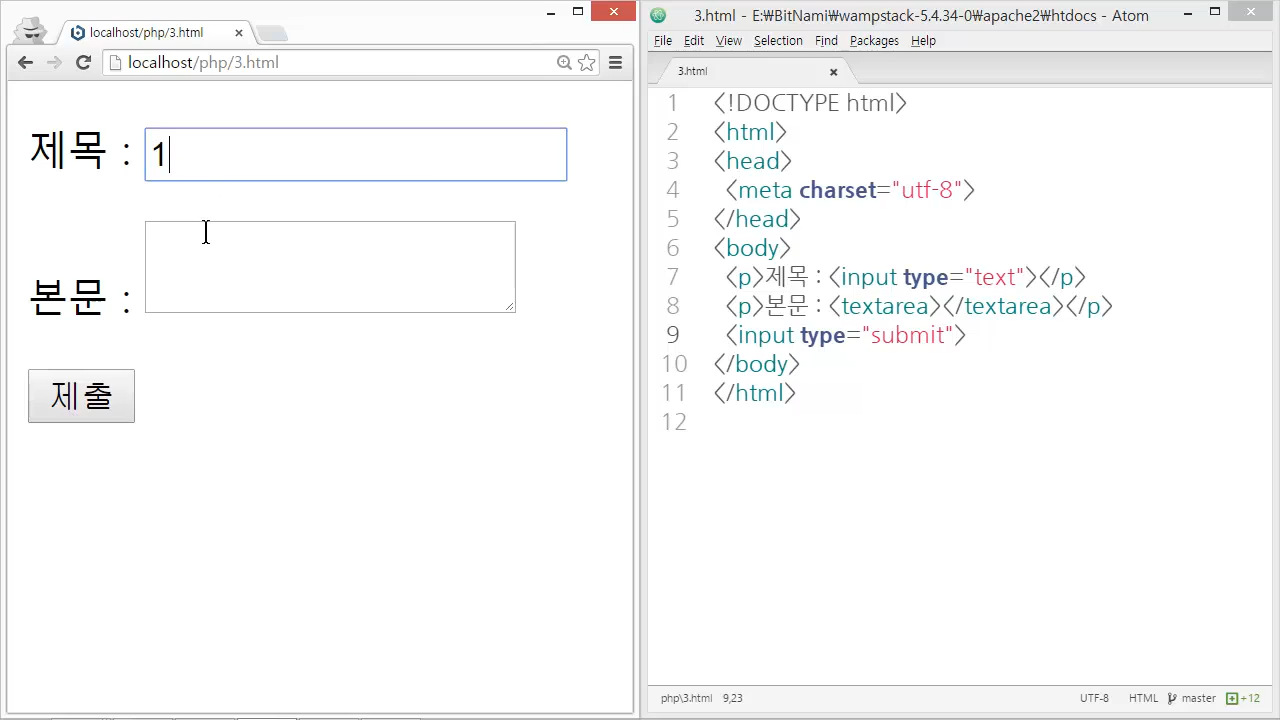 localhost/php/3.html
localhost/php/3.html
제목 : 1
본문 :
제출
3.html - E:₩BitNami₩wampstack-5.4.34-0₩apache2₩htdocs - Atom
File Edit View Selection Find Packages Help
3.html
1 <!DOCTYPE html>
2 <html>
3 <head>
4 <meta charset="utf-8">
5 </head>
6 <body>
7 <p>제목 : <input type="text"></p>
8 <p>본문 : <textarea></textarea></p>
9 <input type="submit">
10 </body>
11 </html>
12
php\3.html 9,23 UTF-8 HTML master +12